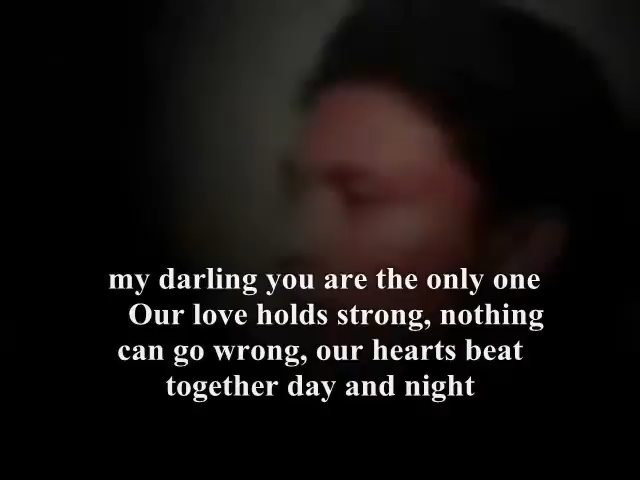 my darling you are the only one
Our love holds strong, nothing
can go wrong, our hearts beat
together day and night